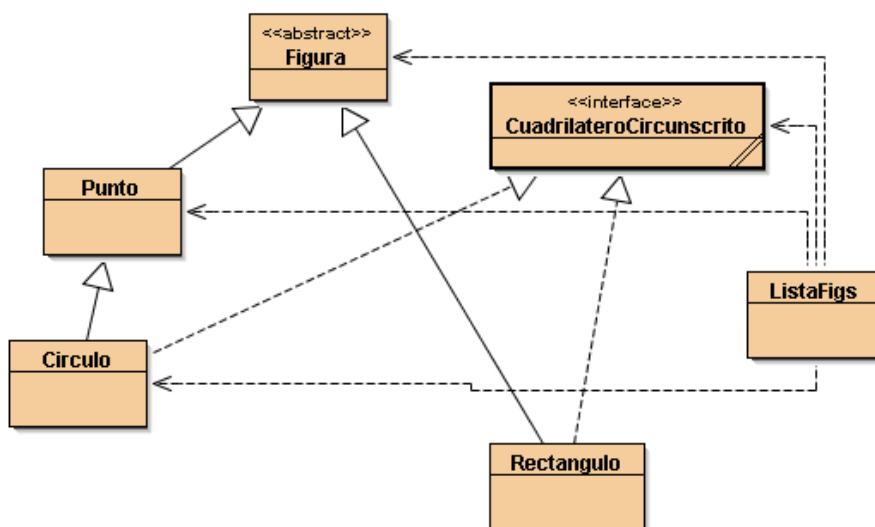 <<abstract>>
Figura
<<interface>>
CuadrilateroCircunscrito
Punto
ListaFigs
Circulo
Rectangulo